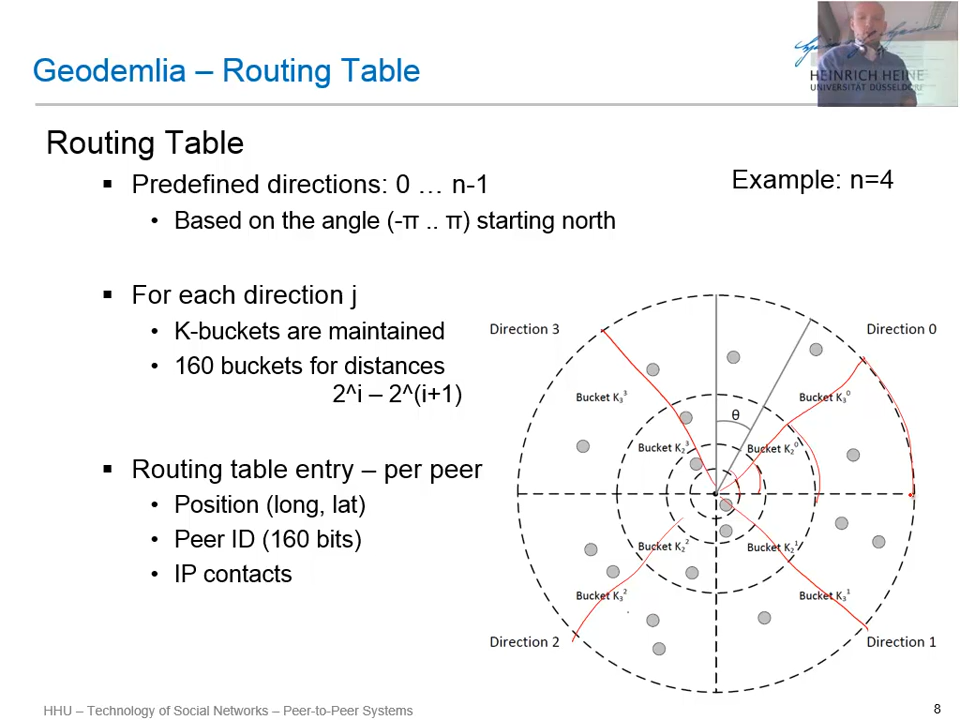 Geodemlia – Routing Table
HEINRICH HEINE
UNIVERSITÄT DÜSSELDORF
Routing Table
Predefined directions: 0 … n-1
Example: n=4
Based on the angle (-π .. π) starting north
For each direction j
K-buckets are maintained
160 buckets for distances
2^i – 2^(i+1)
Routing table entry – per peer
Position (long, lat)
Peer ID (160 bits)
IP contacts
Direction 3
Direction 0
Bucket K₃³
Bucket K₃⁰
θ
Bucket K₂³
Bucket K₂⁰
Bucket K₂²
Bucket K₂¹
Bucket K₃²
Bucket K₃¹
Direction 2
Direction 1
HHU – Technology of Social Networks – Peer-to-Peer Systems
8